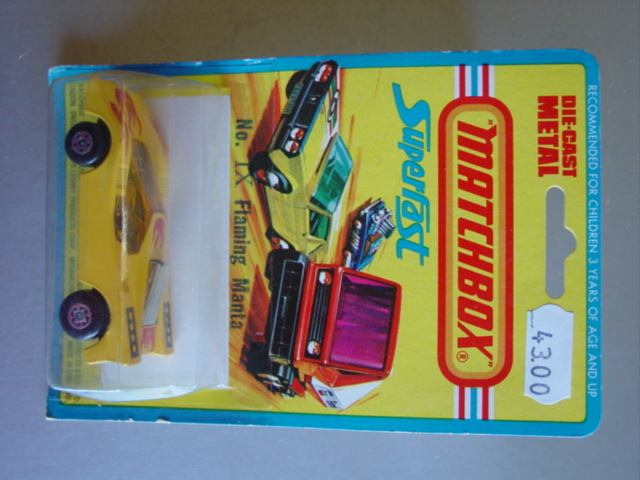 RECOMMENDED FOR CHILDREN 3 YEARS OF AGE AND UP
DIE-CAST
METAL
"MATCHBOX"®
Superfast
43.00
No. LX Flaming Manta